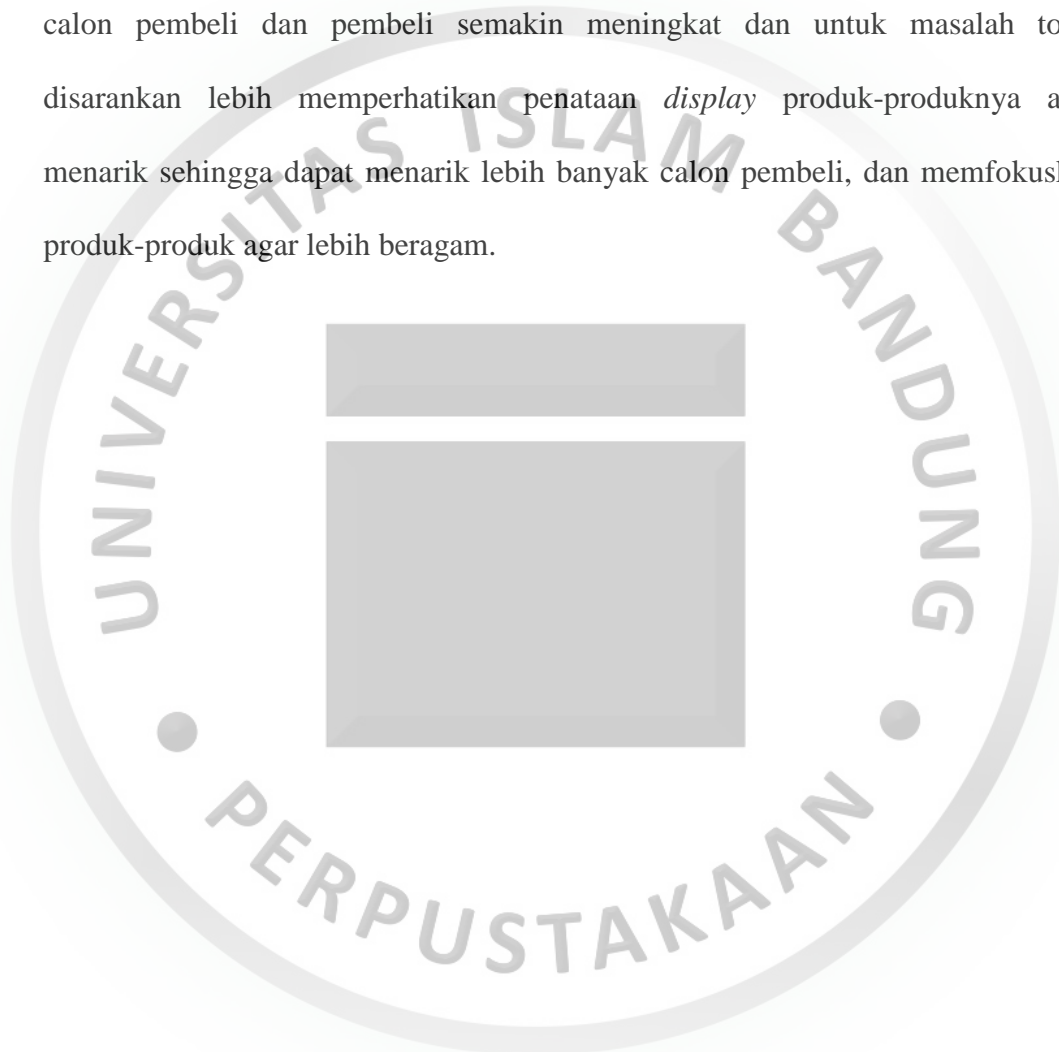 calon pembeli dan pembeli semakin meningkat dan untuk masalah to
disarankan lebih memperhatikan penataan display produk-produknya a
menarik sehingga dapat menarik lebih banyak calon pembeli, dan memfokusl
produk-produk agar lebih beragam.
UNIVERSITAS ISLAM BANDUNG
PERPUSTAKAAN